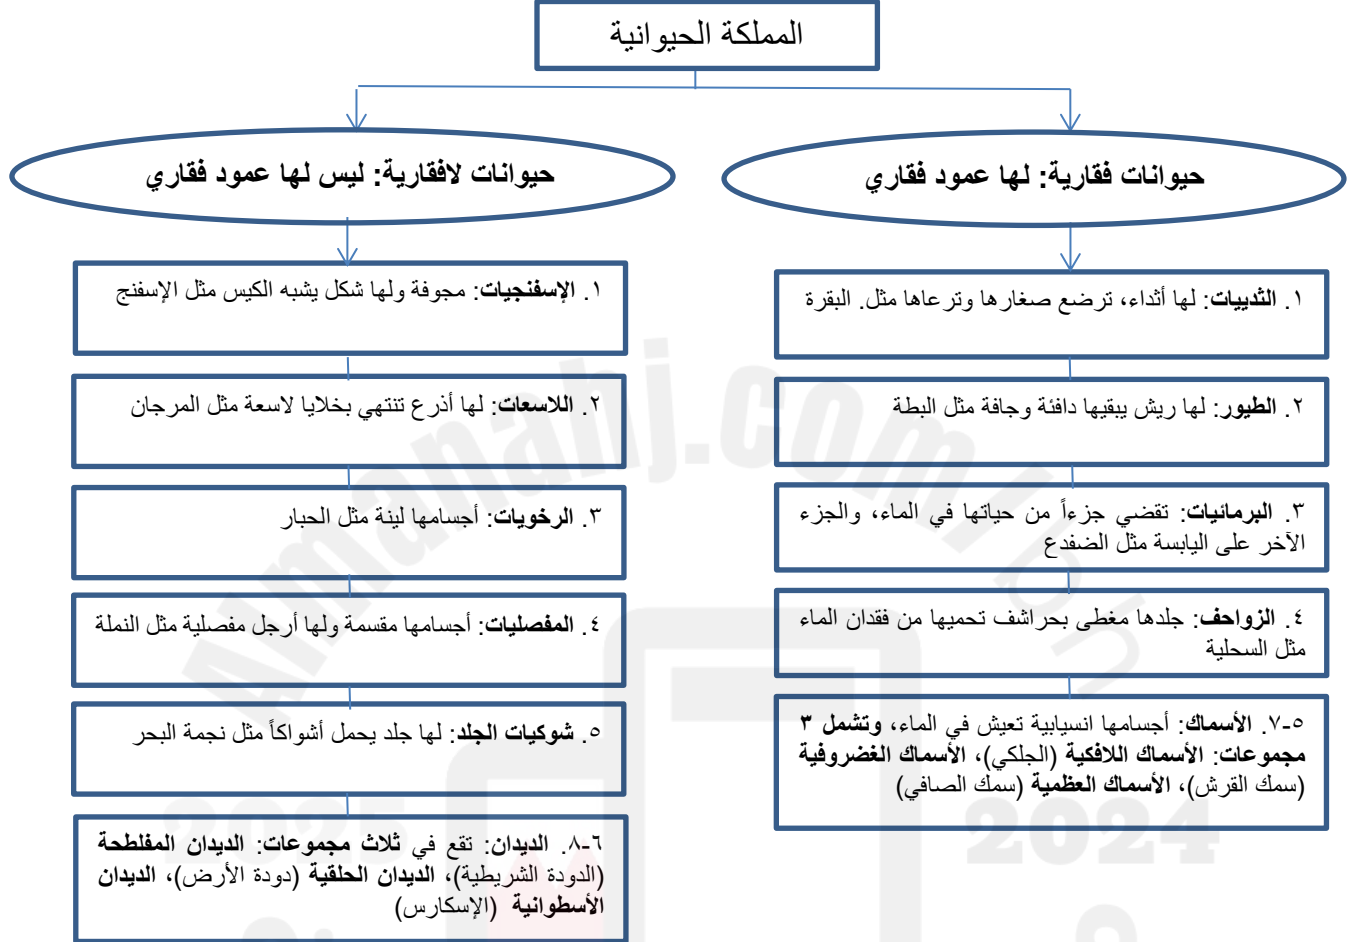 المملكة الحيوانية
حيوانات فقارية: لها عمود فقاري
١. الثدييات: لها أثداء، ترضع صغارها وترعاها مثل. البقرة
٢. الطيور: لها ريش يبقيها دافئة وجافة مثل البطة
٣. البرمائيات: تقضي جزءاً من حياتها في الماء، والجزء
الآخر على اليابسة مثل الضفدع
٤. الزواحف: جلدها مغطى بحراشف تحميها من فقدان الماء
مثل السحلية
٥-٧. الأسماك: أجسامها انسيابية تعيش في الماء، وتشمل ٣
مجموعات: الأسماك اللافكية (الجلكي)، الأسماك الغضروفية
(سمك القرش)، الأسماك العظمية (سمك الصافي)
حيوانات لافقارية: ليس لها عمود فقاري
١. الإسفنجيات: مجوفة ولها شكل يشبه الكيس مثل الإسفنج
٢. اللاسعات: لها أذرع تنتهي بخلايا لاسعة مثل المرجان
٣. الرخويات: أجسامها لينة مثل الحبار
٤. المفصليات: أجسامها مقسمة ولها أرجل مفصلية مثل النملة
٥. شوكيات الجلد: لها جلد يحمل أشواكاً مثل نجمة البحر
٦-٨. الديدان: تقع في ثلاث مجموعات: الديدان المفلطحة
(الدودة الشريطية)، الديدان الحلقية (دودة الأرض)، الديدان
الأسطوانية (الإسكارس)
Almanahj.com/bh
2025
2024